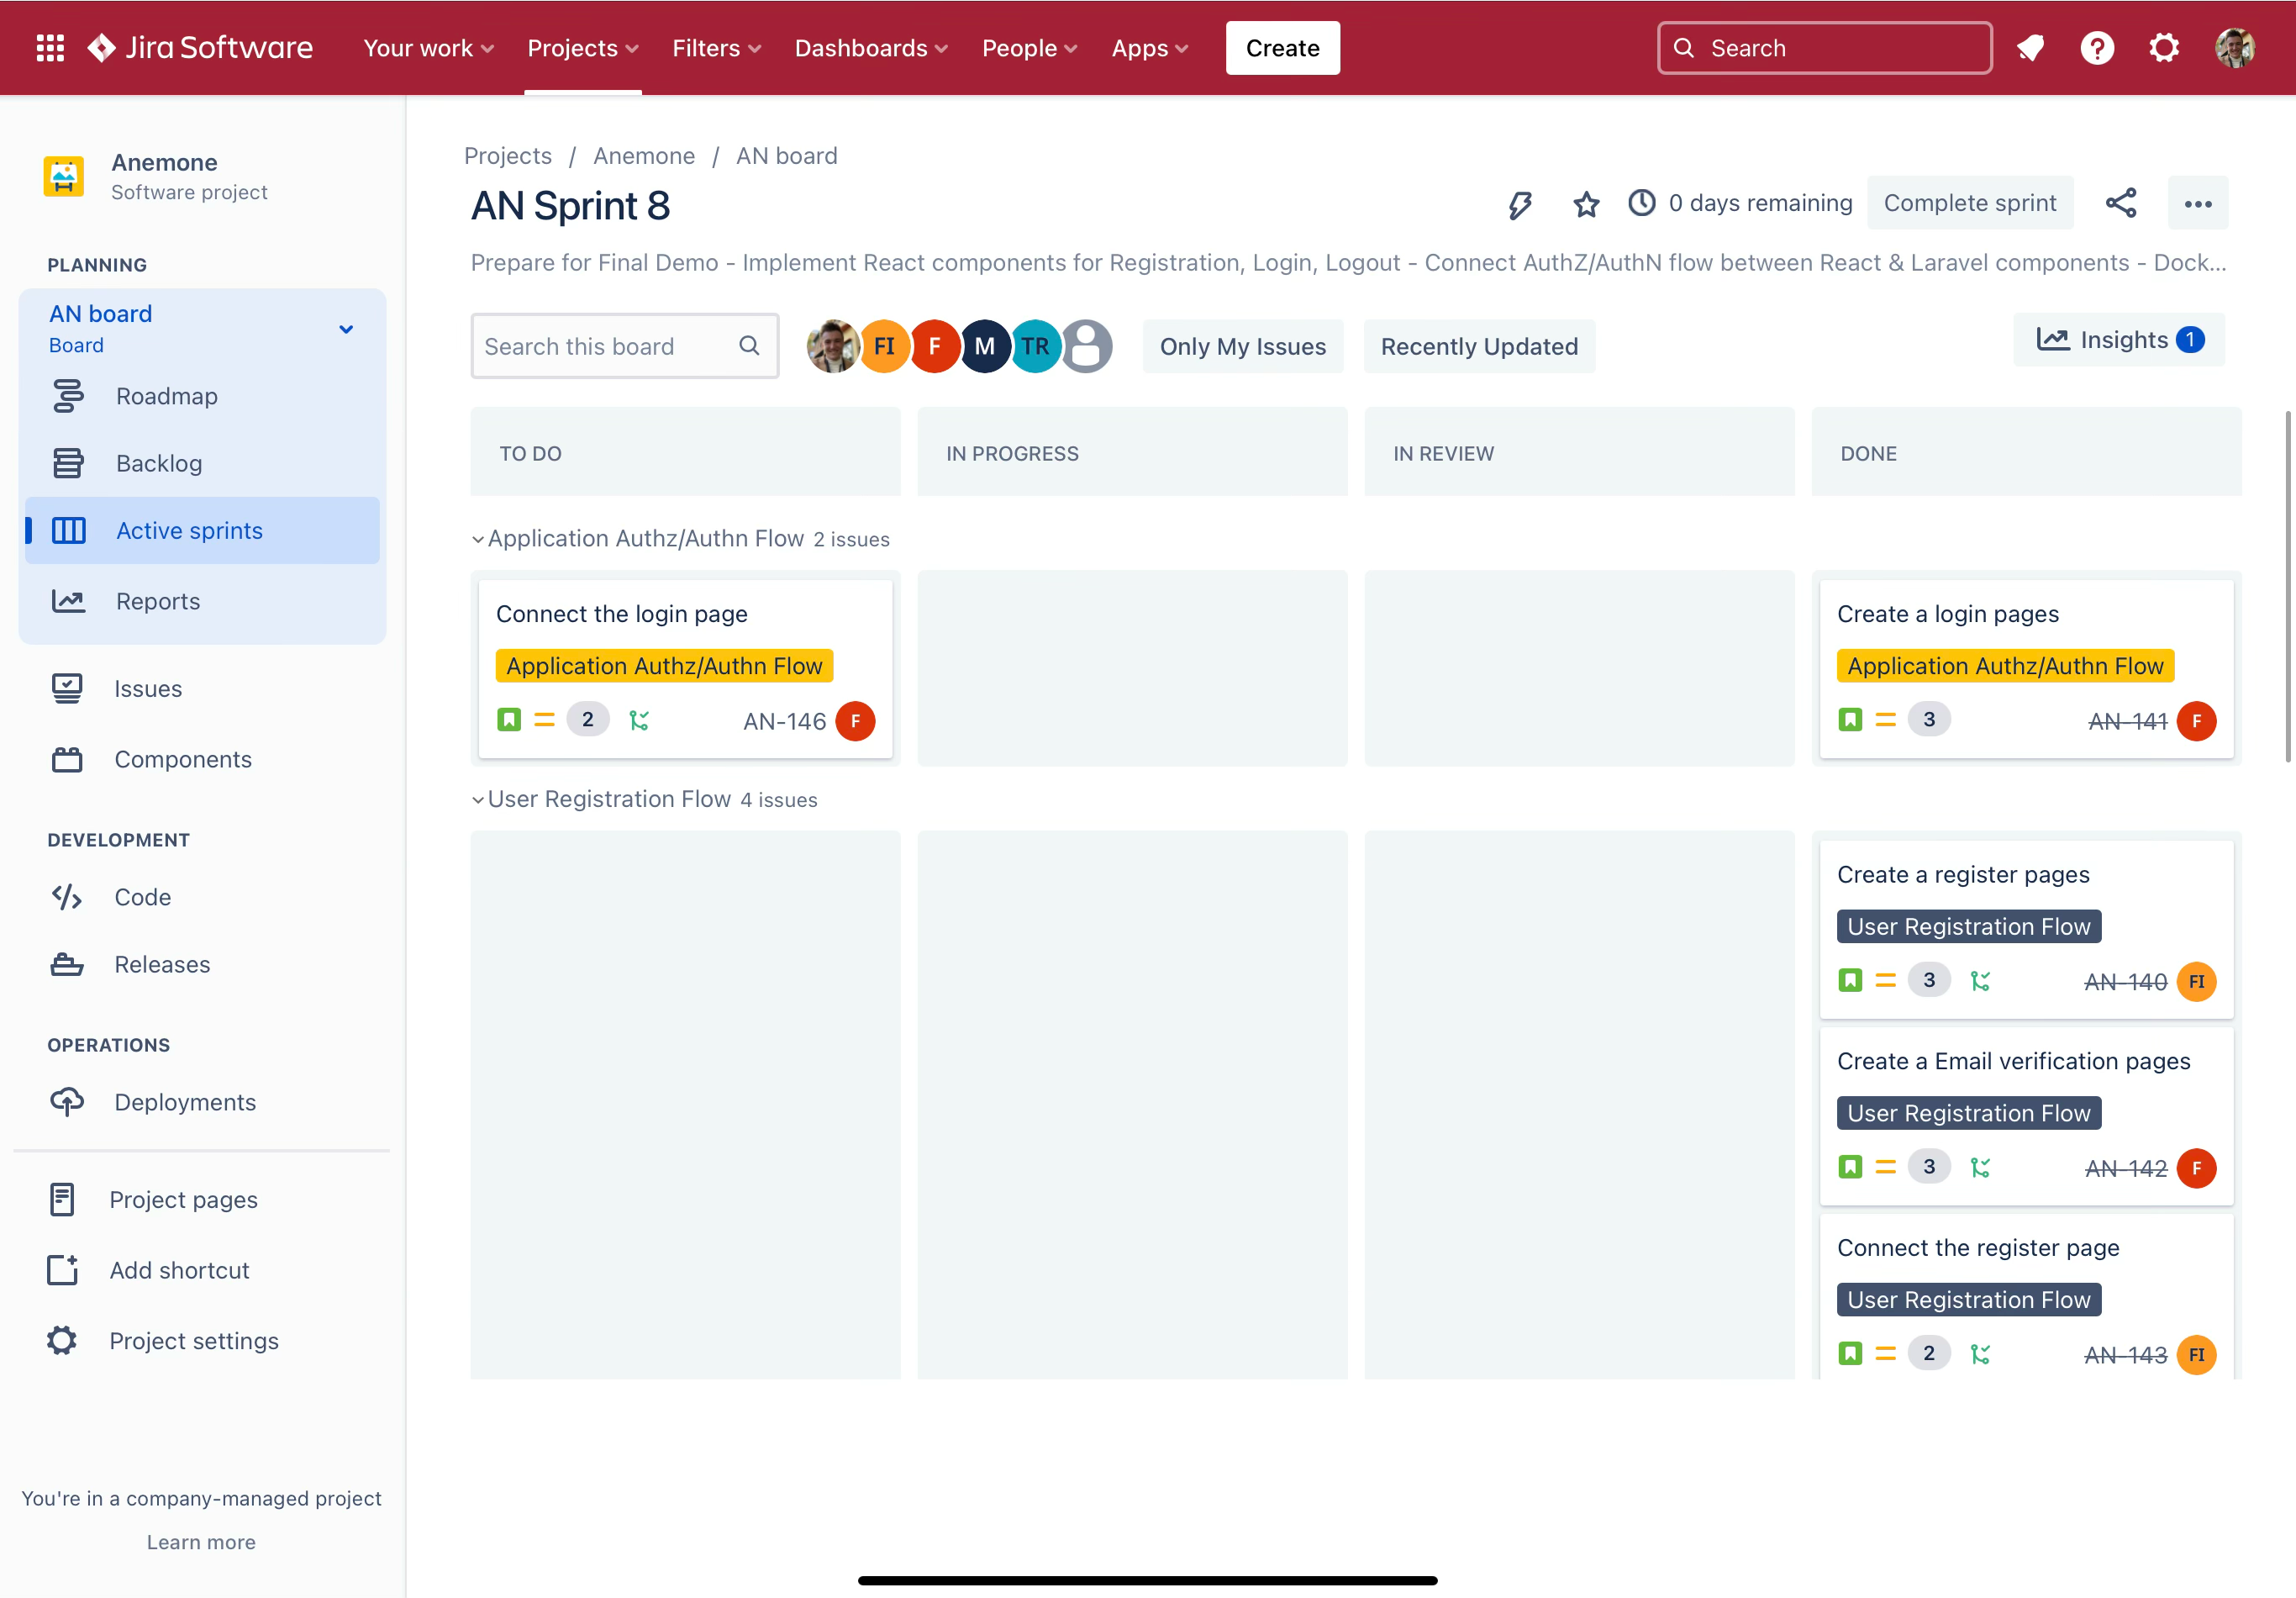 Jira Software Your work Projects Filters Dashboards People Apps Create Search
Anemone
Software project
PLANNING
AN board
Board
Roadmap
Backlog
Active sprints
Reports
Issues
Components
DEVELOPMENT
Code
Releases
OPERATIONS
Deployments
Project pages
Add shortcut
Project settings
You're in a company-managed project
Learn more
Projects / Anemone / AN board
AN Sprint 8
0 days remaining Complete sprint
Prepare for Final Demo - Implement React components for Registration, Login, Logout - Connect AuthZ/AuthN flow between React & Laravel components - Dock...
Search this board FI F M TR Only My Issues Recently Updated Insights 1
TO DO IN PROGRESS IN REVIEW DONE
Application Authz/Authn Flow 2 issues
Connect the login page
Application Authz/Authn Flow
2 AN-146 F
Create a login pages
Application Authz/Authn Flow
3 AN-141 F
User Registration Flow 4 issues
Create a register pages
User Registration Flow
3 AN-140 FI
Create a Email verification pages
User Registration Flow
3 AN-142 F
Connect the register page
User Registration Flow
2 AN-143 FI